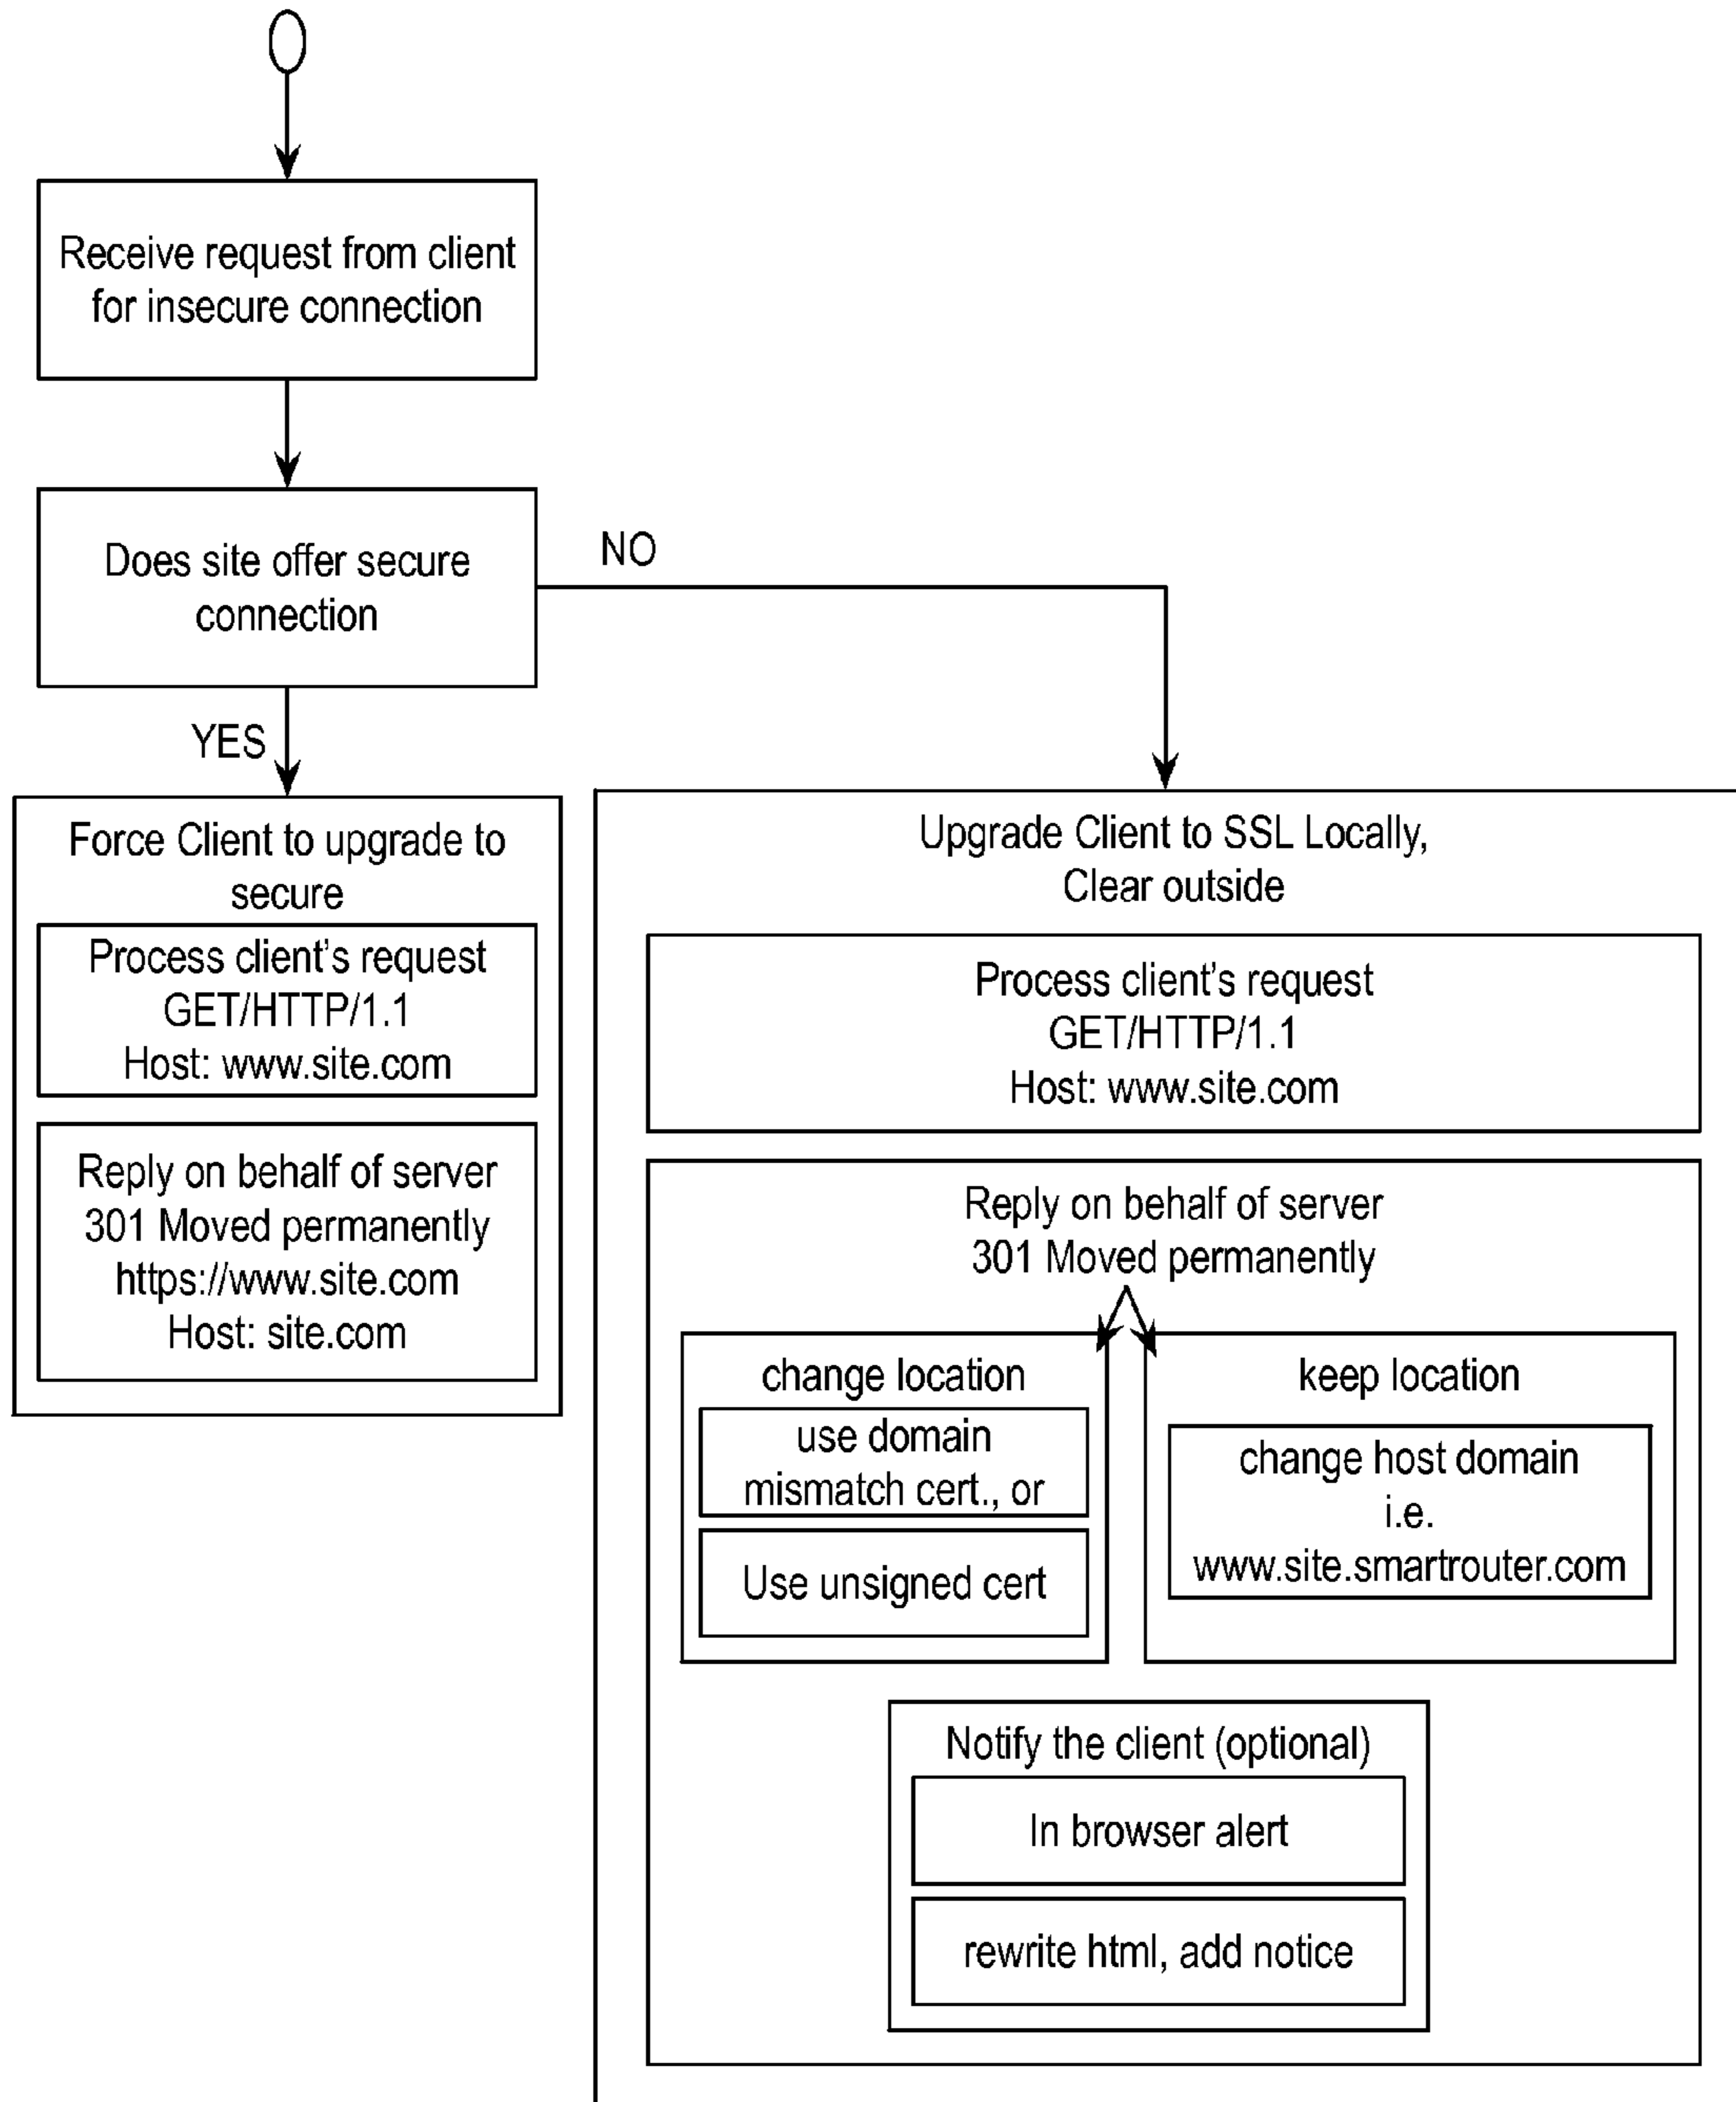 Receive request from client
for insecure connection
Does site offer secure
connection
NO
YES
Force Client to upgrade to
secure
Process client's request
GET/HTTP/1.1
Host: www.site.com
Reply on behalf of server
301 Moved permanently
https://www.site.com
Host: site.com
Upgrade Client to SSL Locally,
Clear outside
Process client's request
GET/HTTP/1.1
Host: www.site.com
Reply on behalf of server
301 Moved permanently
change location
use domain
mismatch cert., or
Use unsigned cert
keep location
change host domain
i.e.
www.site.smartrouter.com
Notify the client (optional)
In browser alert
rewrite html, add notice